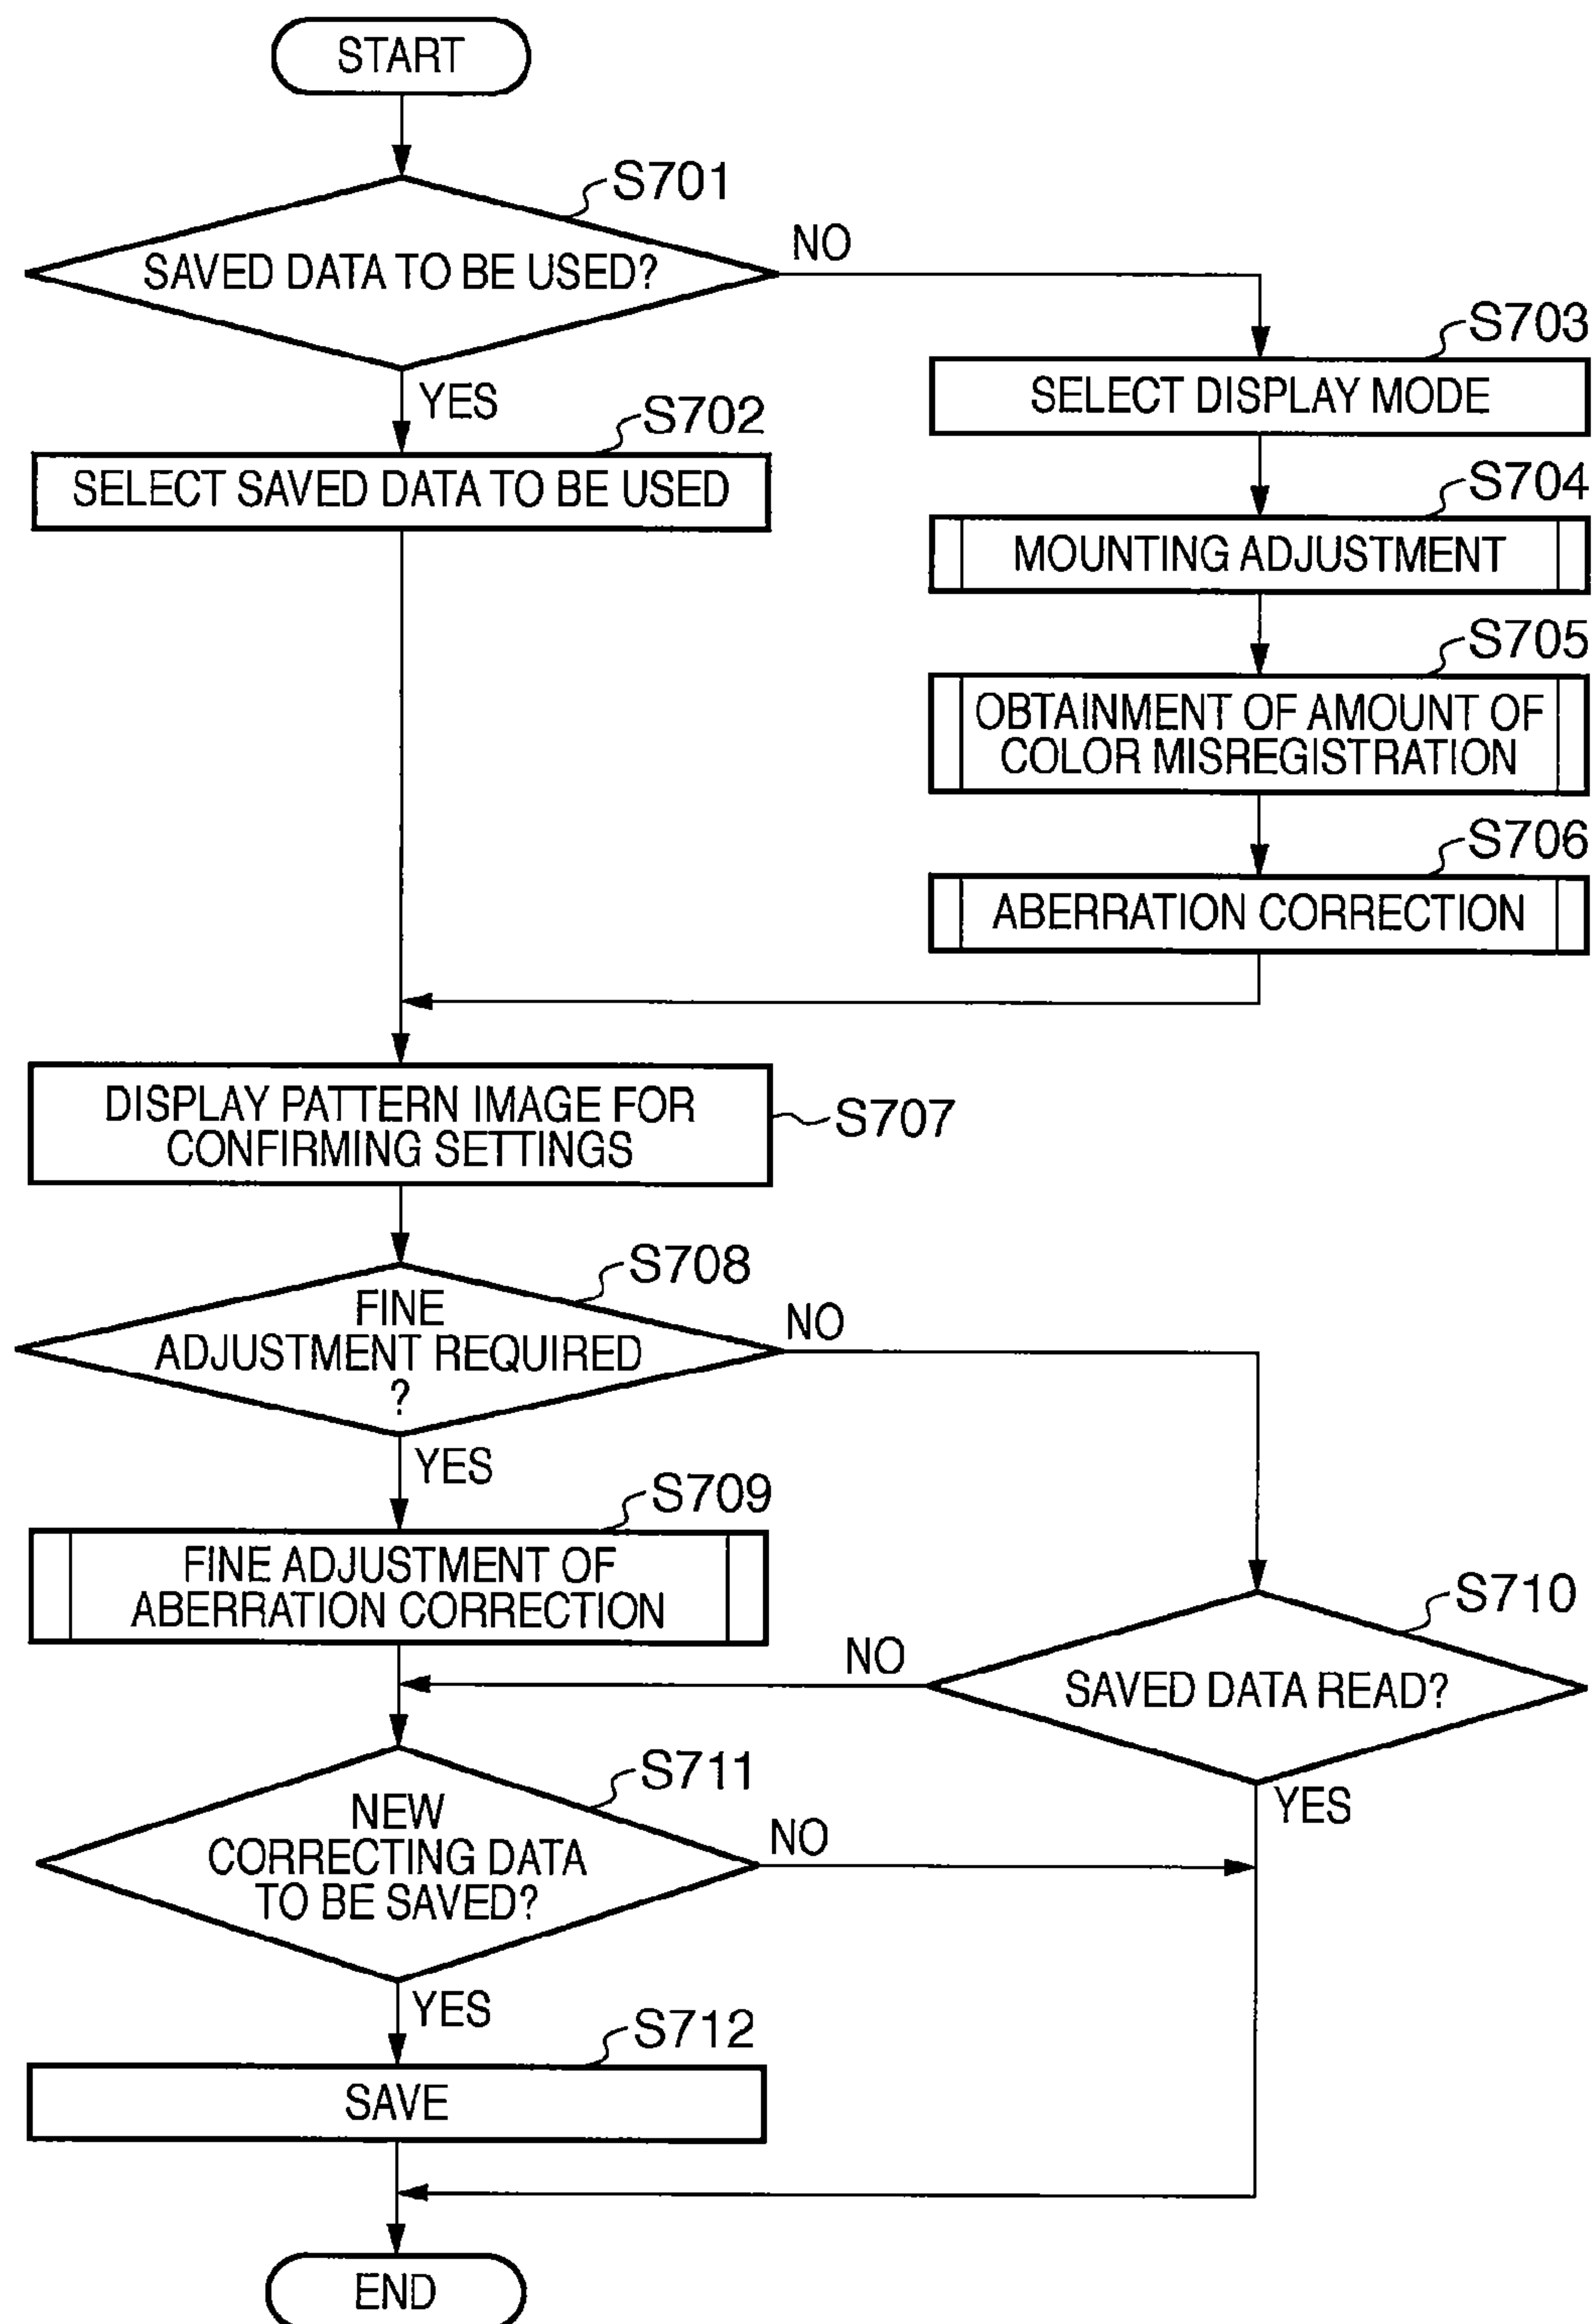 START
S701
SAVED DATA TO BE USED?
NO
YES
S703
SELECT DISPLAY MODE
S702
SELECT SAVED DATA TO BE USED
S704
MOUNTING ADJUSTMENT
S705
OBTAINMENT OF AMOUNT OF
COLOR MISREGISTRATION
S706
ABERRATION CORRECTION
DISPLAY PATTERN IMAGE FOR
CONFIRMING SETTINGS
S707
S708
FINE
ADJUSTMENT REQUIRED
?
NO
YES
S709
FINE ADJUSTMENT OF
ABERRATION CORRECTION
S710
SAVED DATA READ?
NO
YES
S711
NEW
CORRECTING DATA
TO BE SAVED?
NO
YES
S712
SAVE
END